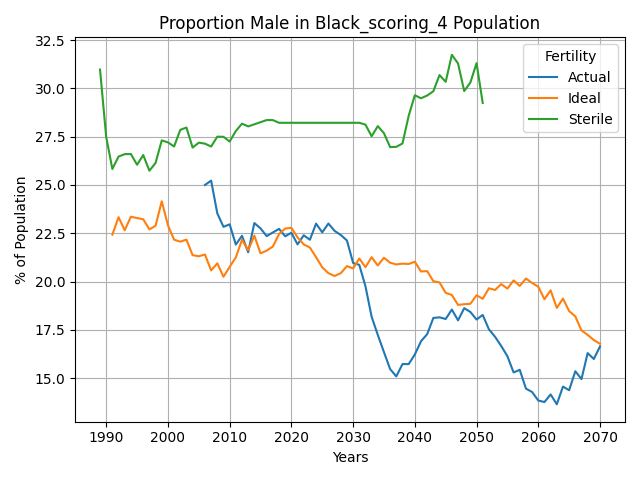 Proportion Male in Black_scoring_4 Population
% of Population
32.5
30.0
27.5
25.0
22.5
20.0
17.5
15.0
Fertility
Actual
Ideal
Sterile
1990 2000 2010 2020 2030 2040 2050 2060 2070
Years